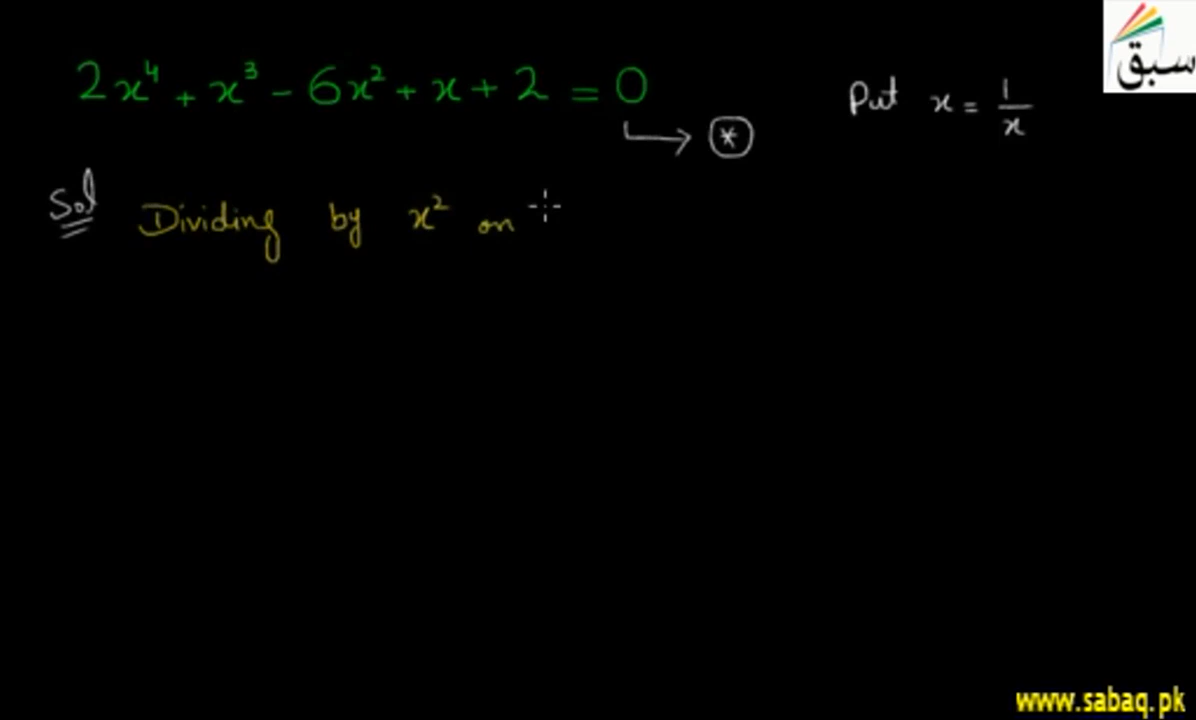 سبق
2x⁴ + x³ - 6x² + x + 2 = 0
Put x = 1/x
*
Sol Dividing by x² on
www.sabaq.pk